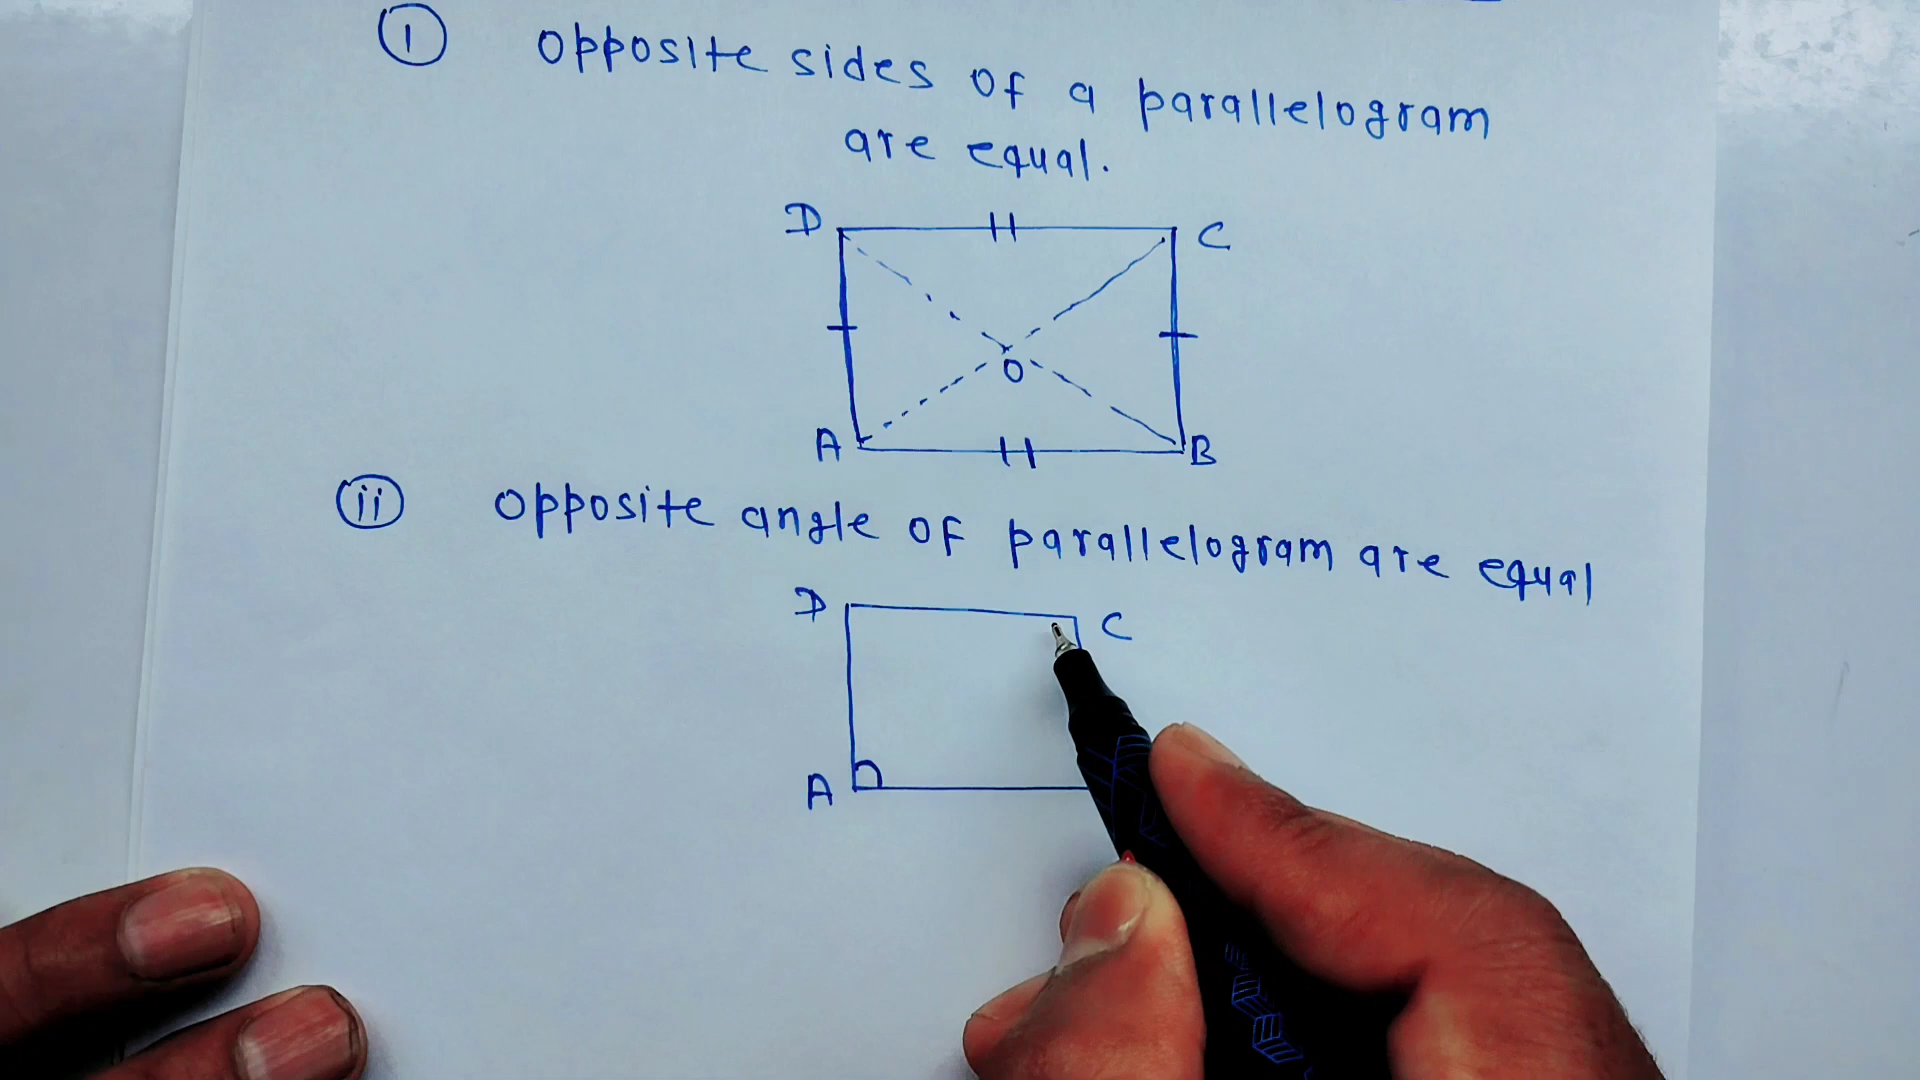 i opposite sides of a parallelogram
are equal.
D C
O
A B
ii opposite angle of parallelogram are equal
D C
A